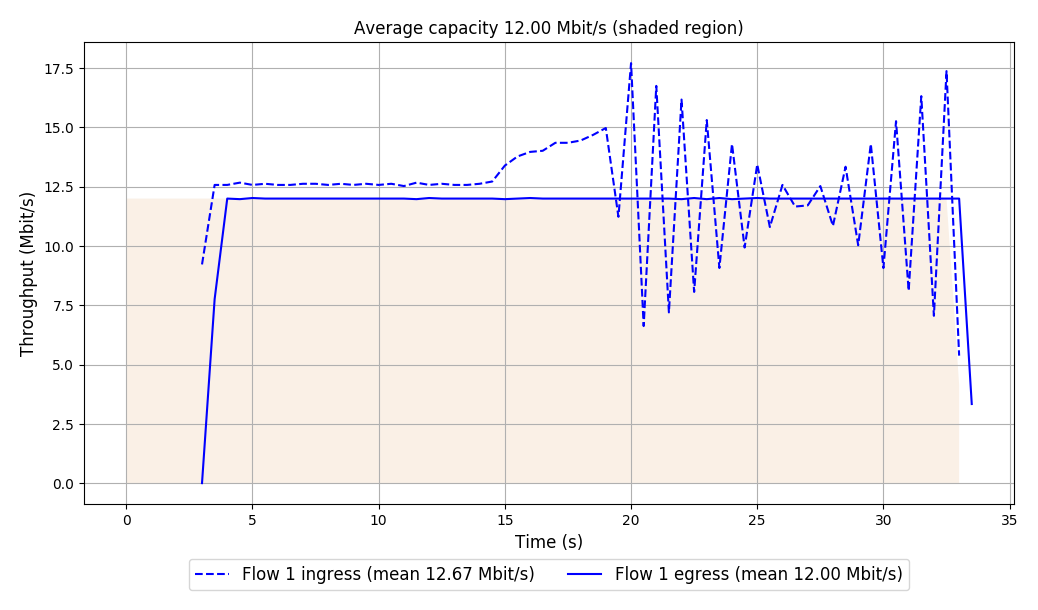 Average capacity 12.00 Mbit/s (shaded region)
Throughput (Mbit/s)
17.5
15.0
12.5
10.0
7.5
5.0
2.5
0.0
0 5 10 15 20 25 30 35
Time (s)
Flow 1 ingress (mean 12.67 Mbit/s) Flow 1 egress (mean 12.00 Mbit/s)